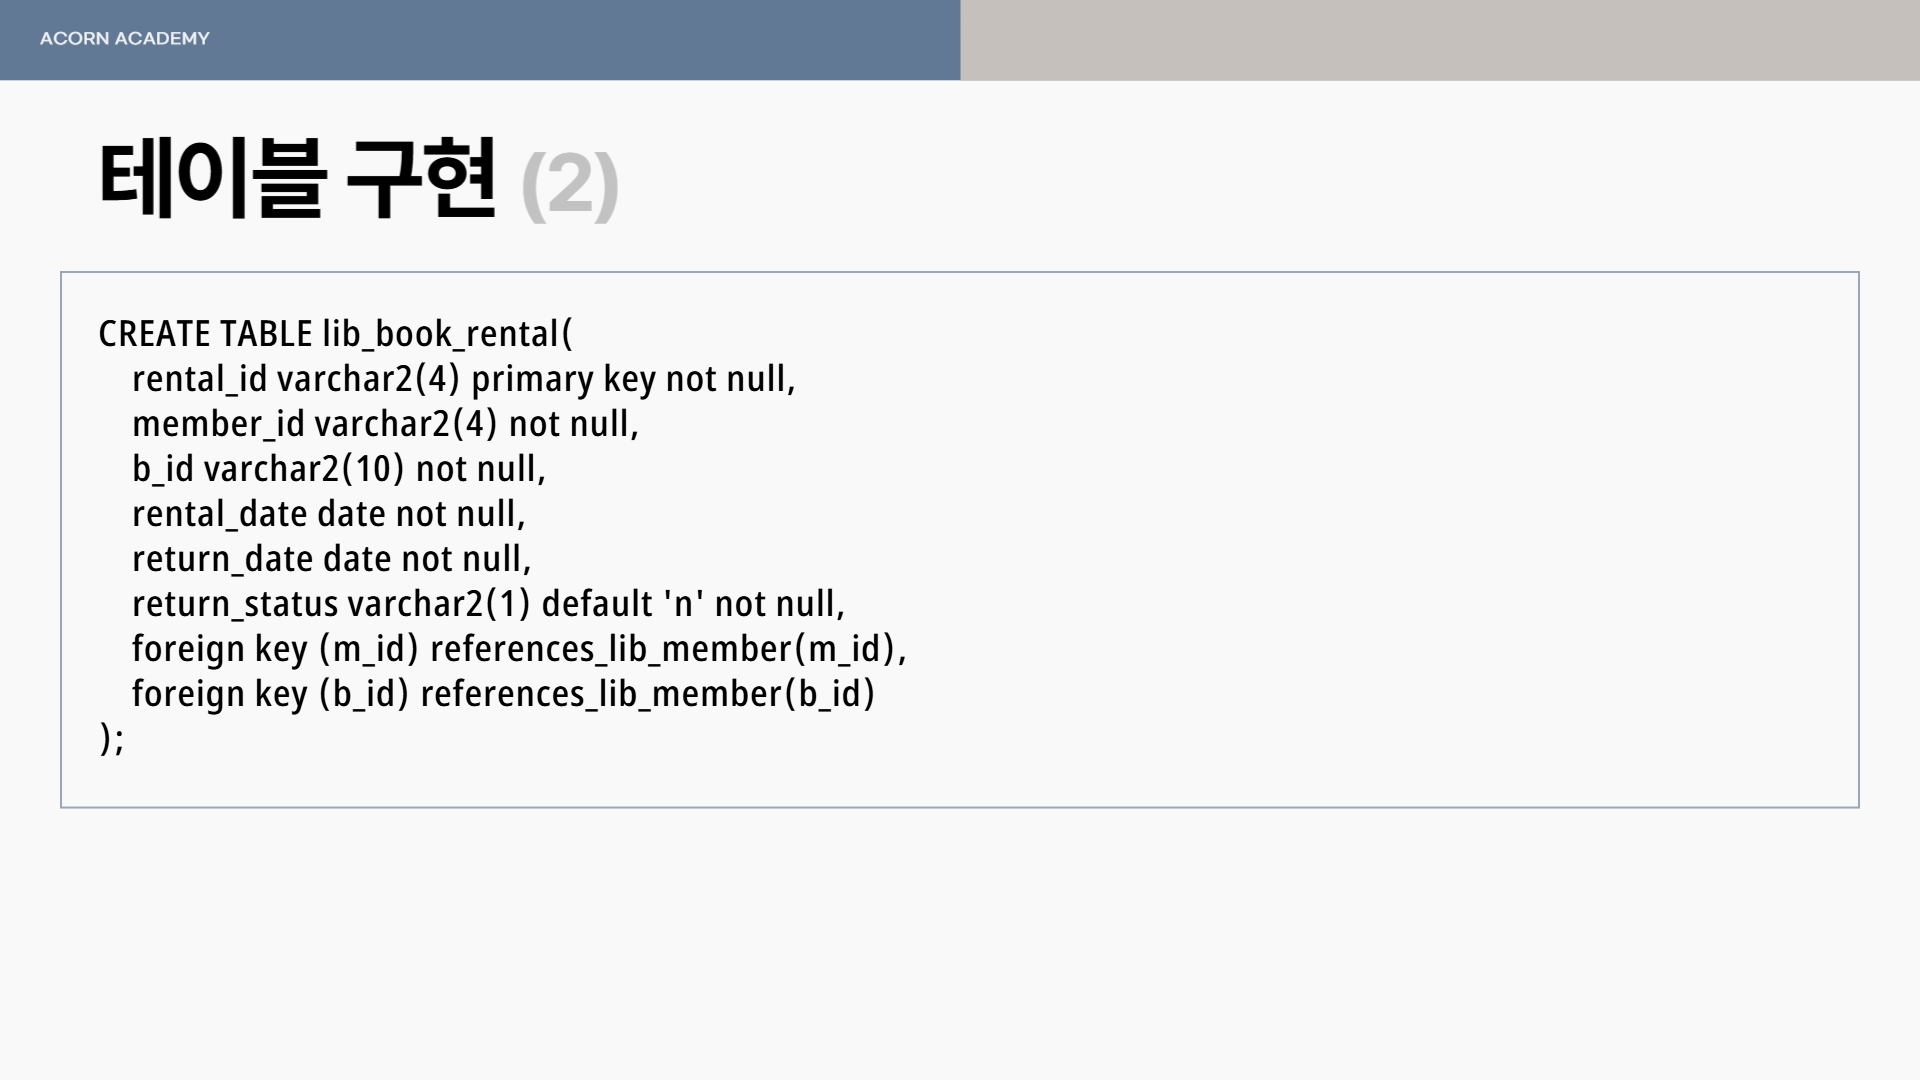 ACORN ACADEMY
테이블 구현 (2)
CREATE TABLE lib_book_rental(
rental_id varchar2(4) primary key not null,
member_id varchar2(4) not null,
b_id varchar2(10) not null,
rental_date date not null,
return_date date not null,
return_status varchar2(1) default 'n' not null,
foreign key (m_id) references_lib_member(m_id),
foreign key (b_id) references_lib_member(b_id)
);